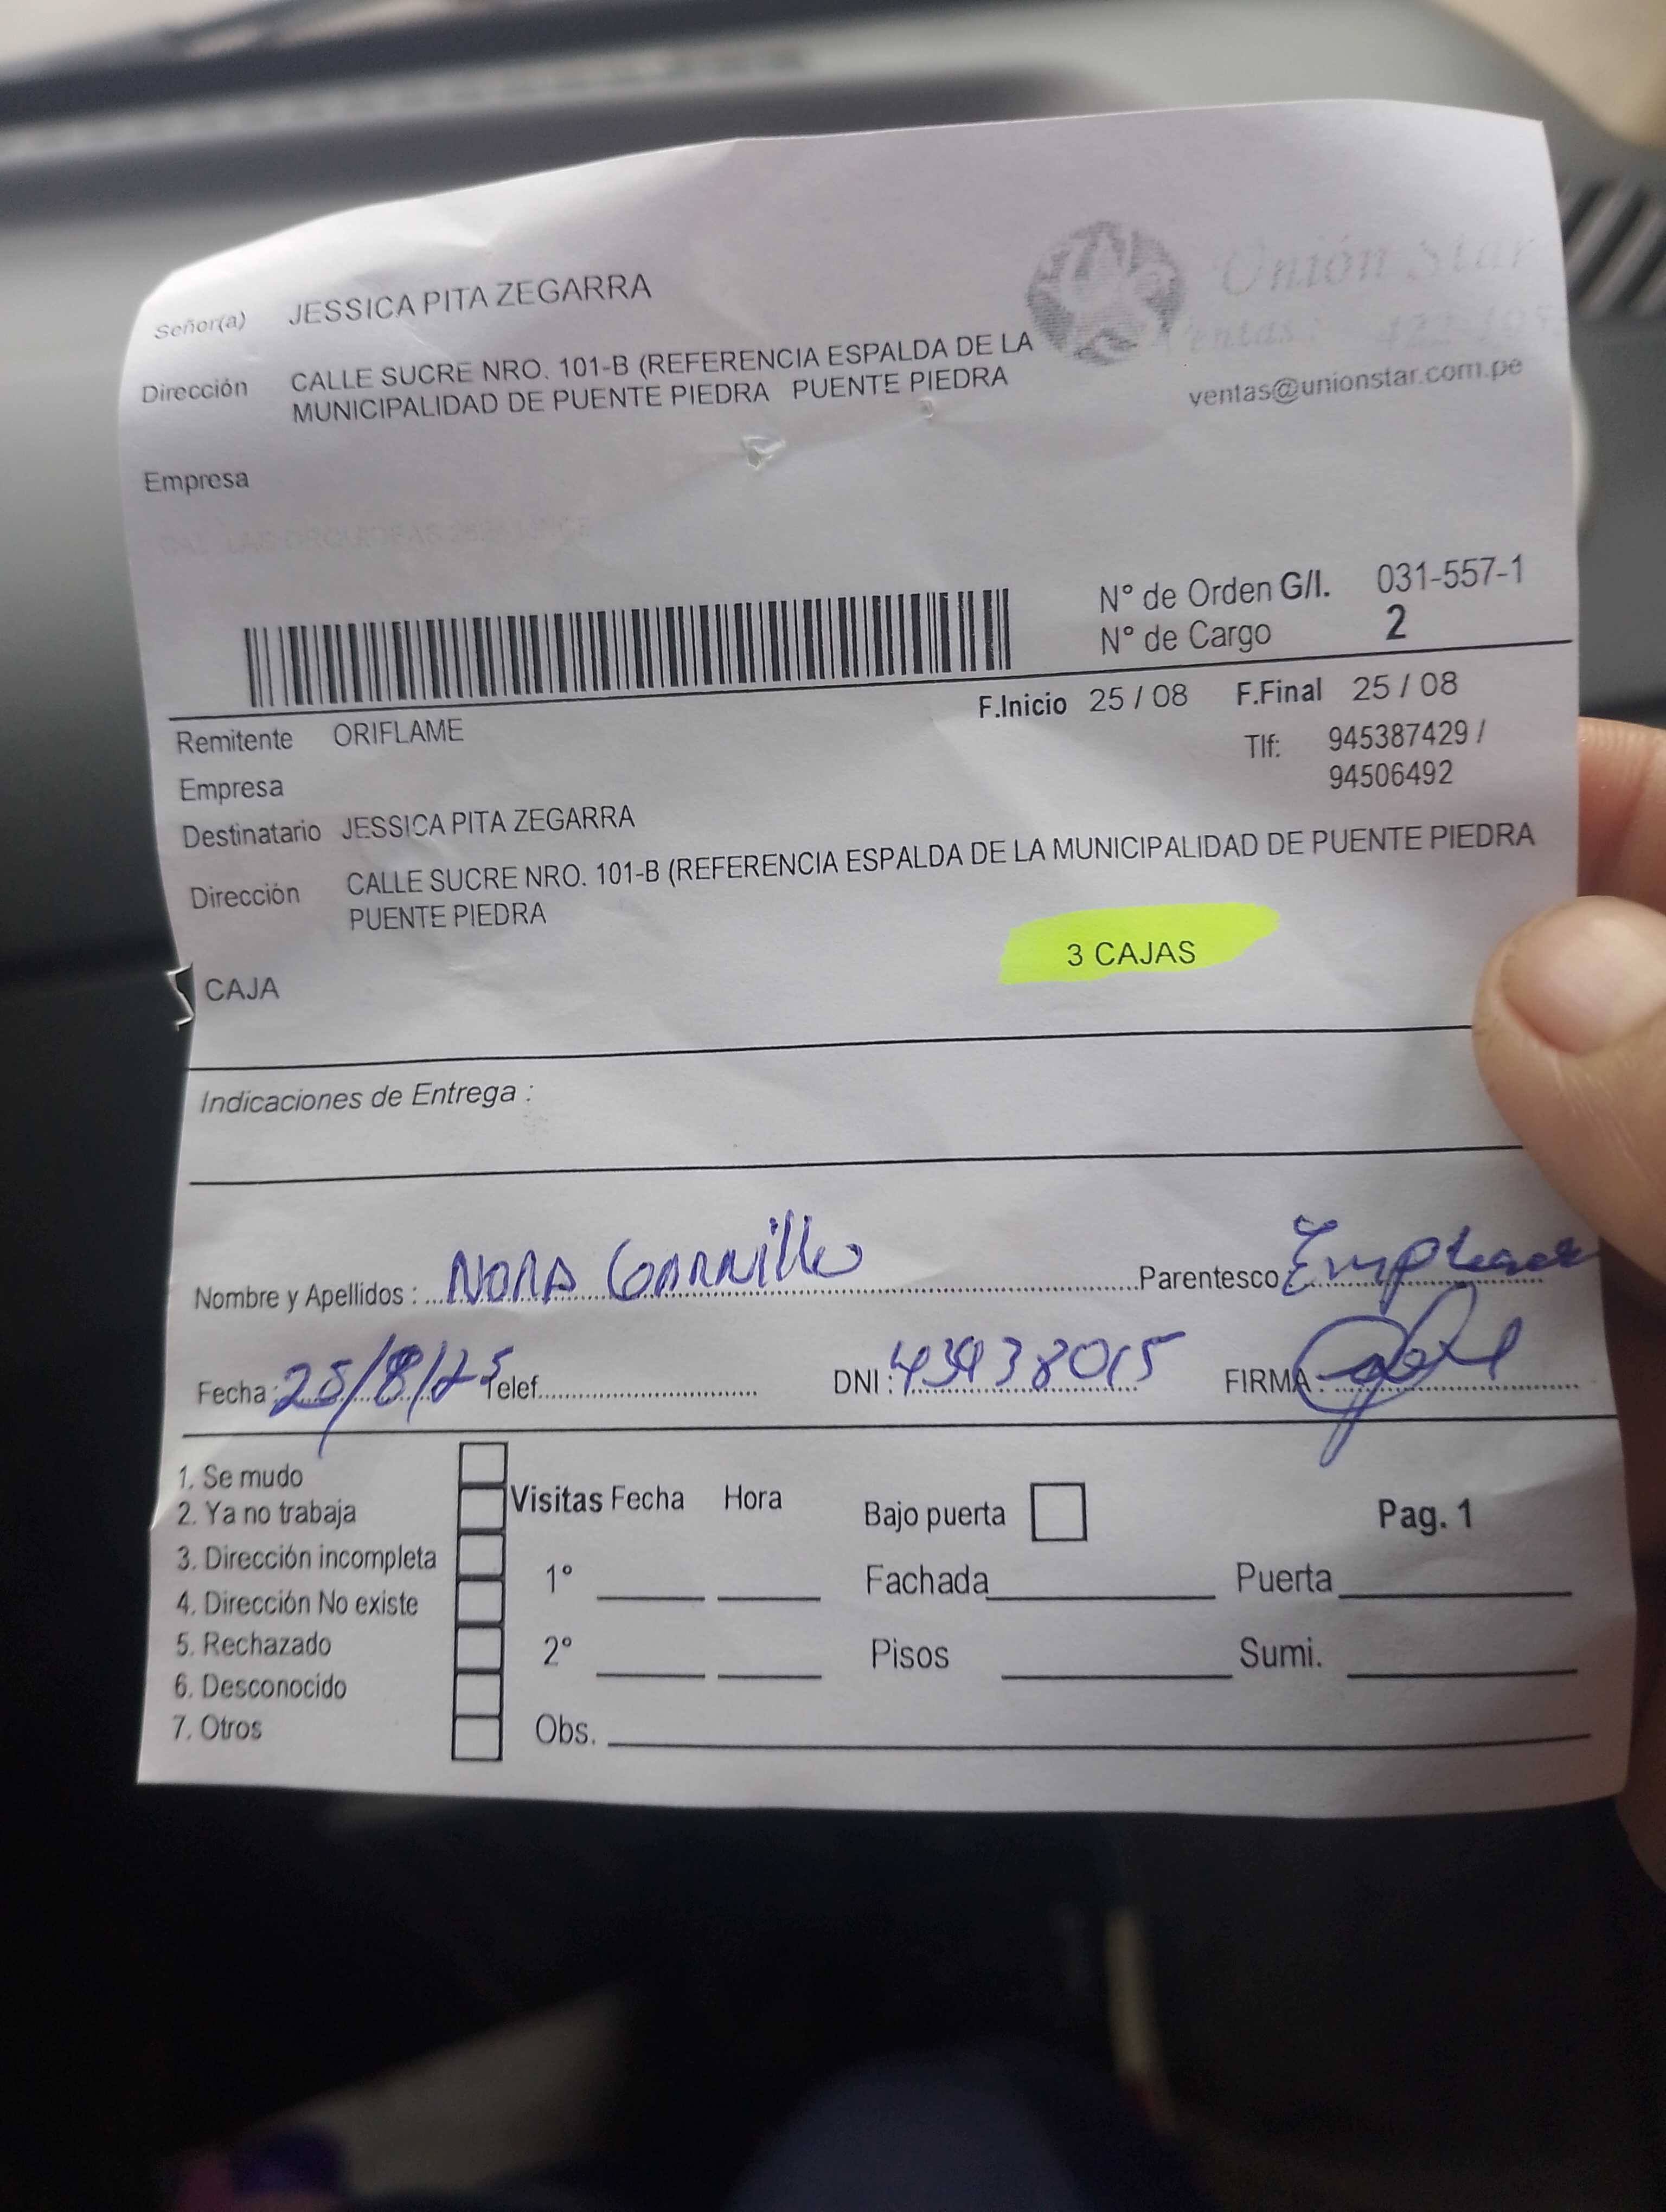 Señor(a) JESSICA PITA ZEGARRA
Unión Star
Dirección CALLE SUCRE NRO. 101-B (REFERENCIA ESPALDA DE LA
MUNICIPALIDAD DE PUENTE PIEDRA PUENTE PIEDRA
Ventas:
ventas@unionstar.com.pe
Empresa
N° de Orden G/I. 031-557-1
N° de Cargo 2
F.Inicio 25 / 08 F.Final 25 / 08
Remitente ORIFLAME
Tlf: 945387429 /
94506492
Empresa
Destinatario JESSICA PITA ZEGARRA
Dirección CALLE SUCRE NRO. 101-B (REFERENCIA ESPALDA DE LA MUNICIPALIDAD DE PUENTE PIEDRA
PUENTE PIEDRA
3 CAJAS
CAJA
Indicaciones de Entrega :
Nombre y Apellidos : NORA Parentesco
Fecha : 25/8/25 Telef. DNI : FIRMA :
1. Se mudo
2. Ya no trabaja
3. Dirección incompleta
4. Dirección No existe
5. Rechazado
6. Desconocido
7. Otros
Visitas Fecha Hora
1°
2°
Obs.
Bajo puerta
Pag. 1
Fachada Puerta
Pisos Sumi.